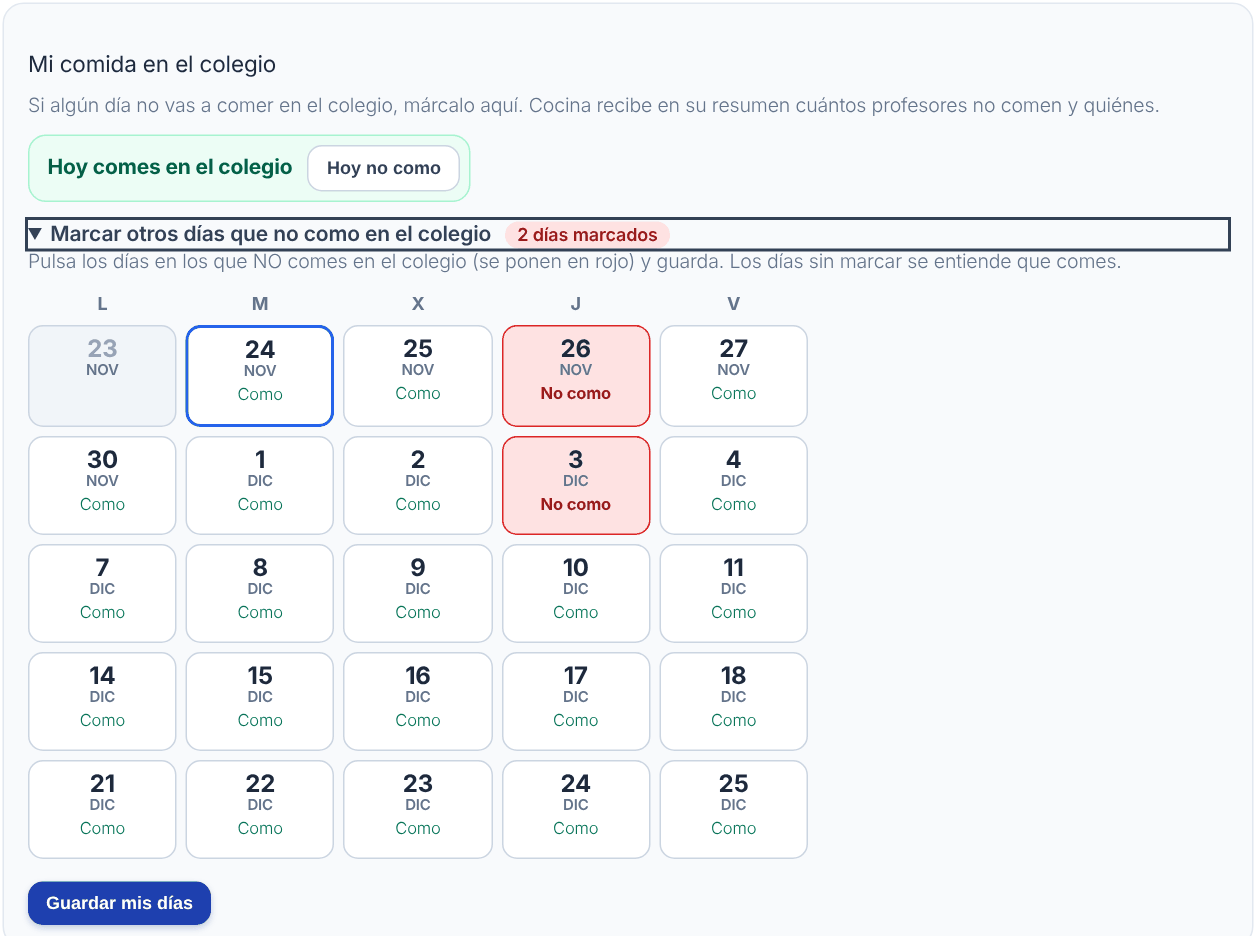 Mi comida en el colegio
Si algún día no vas a comer en el colegio, márcalo aquí. Cocina recibe en su resumen cuántos profesores no comen y quiénes.
Hoy comes en el colegio Hoy no como
Marcar otros días que no como en el colegio 2 días marcados
Pulsa los días en los que NO comes en el colegio (se ponen en rojo) y guarda. Los días sin marcar se entiende que comes.
L M X J V
23 24 25 26 27
NOV NOV NOV NOV NOV
Como Como No como Como
30 1 2 3 4
NOV DIC DIC DIC DIC
Como Como Como No como Como
7 8 9 10 11
DIC DIC DIC DIC DIC
Como Como Como Como Como
14 15 16 17 18
DIC DIC DIC DIC DIC
Como Como Como Como Como
21 22 23 24 25
DIC DIC DIC DIC DIC
Como Como Como Como Como
Guardar mis días